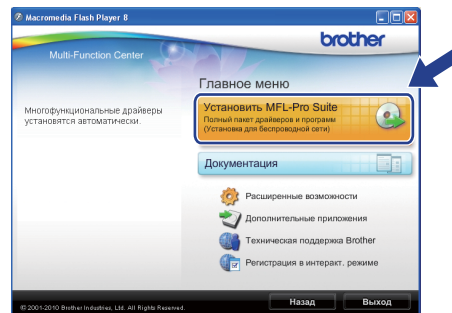 Macromedia Flash Player 8
brother
Multi-Function Center
Главное меню
Многофункциональные драйверы
установятся автоматически.
Установить MFL-Pro Suite
Полный пакет драйверов и программ
(Установка для беспроводной сети)
Документация
Расширенные возможности
Дополнительные приложения
Техническая поддержка Brother
Регистрация в интеракт. режиме
© 2001-2010 Brother Industries, Ltd. All Rights Reserved.
Назад
Выход